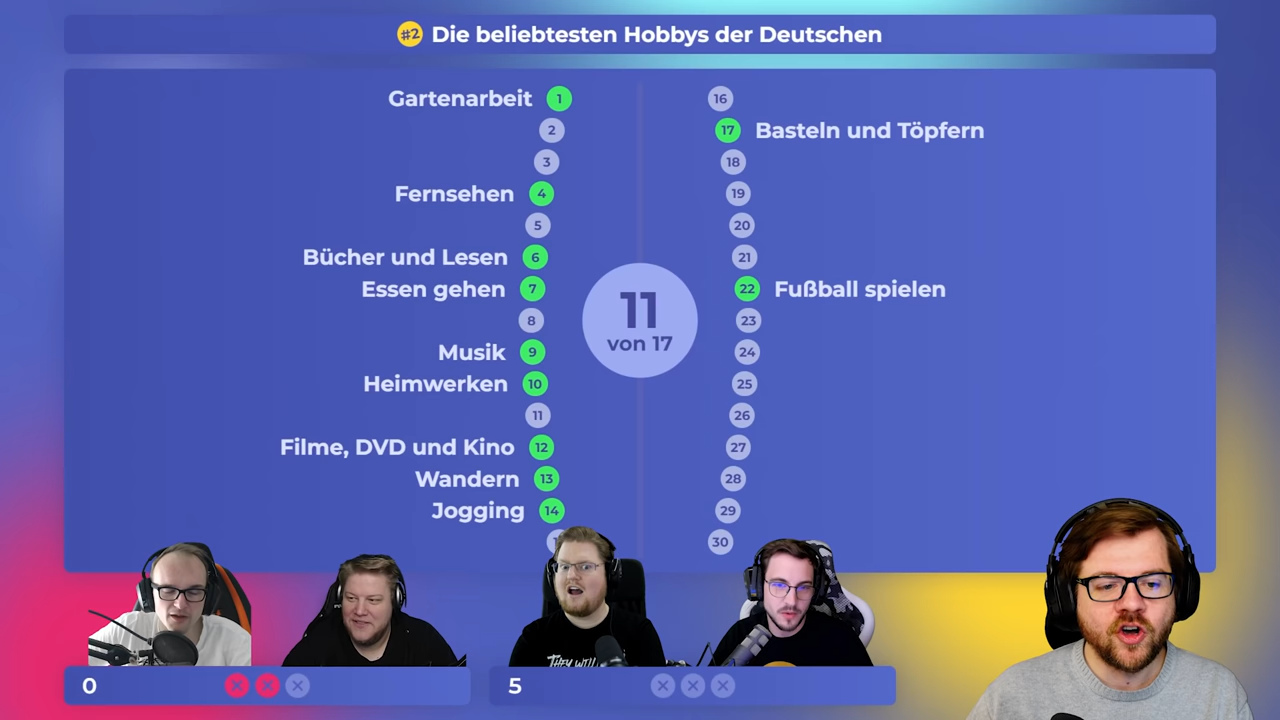 #2 Die beliebtesten Hobbys der Deutschen
Gartenarbeit 1
2
3
Fernsehen 4
5
Bücher und Lesen 6
Essen gehen 7
8
Musik 9
Heimwerken 10
11
Filme, DVD und Kino 12
Wandern 13
Jogging 14
11
von 17
16
17 Basteln und Töpfern
18
19
20
21
22 Fußball spielen
23
24
25
26
27
28
29
30
THEY WILL
0
5